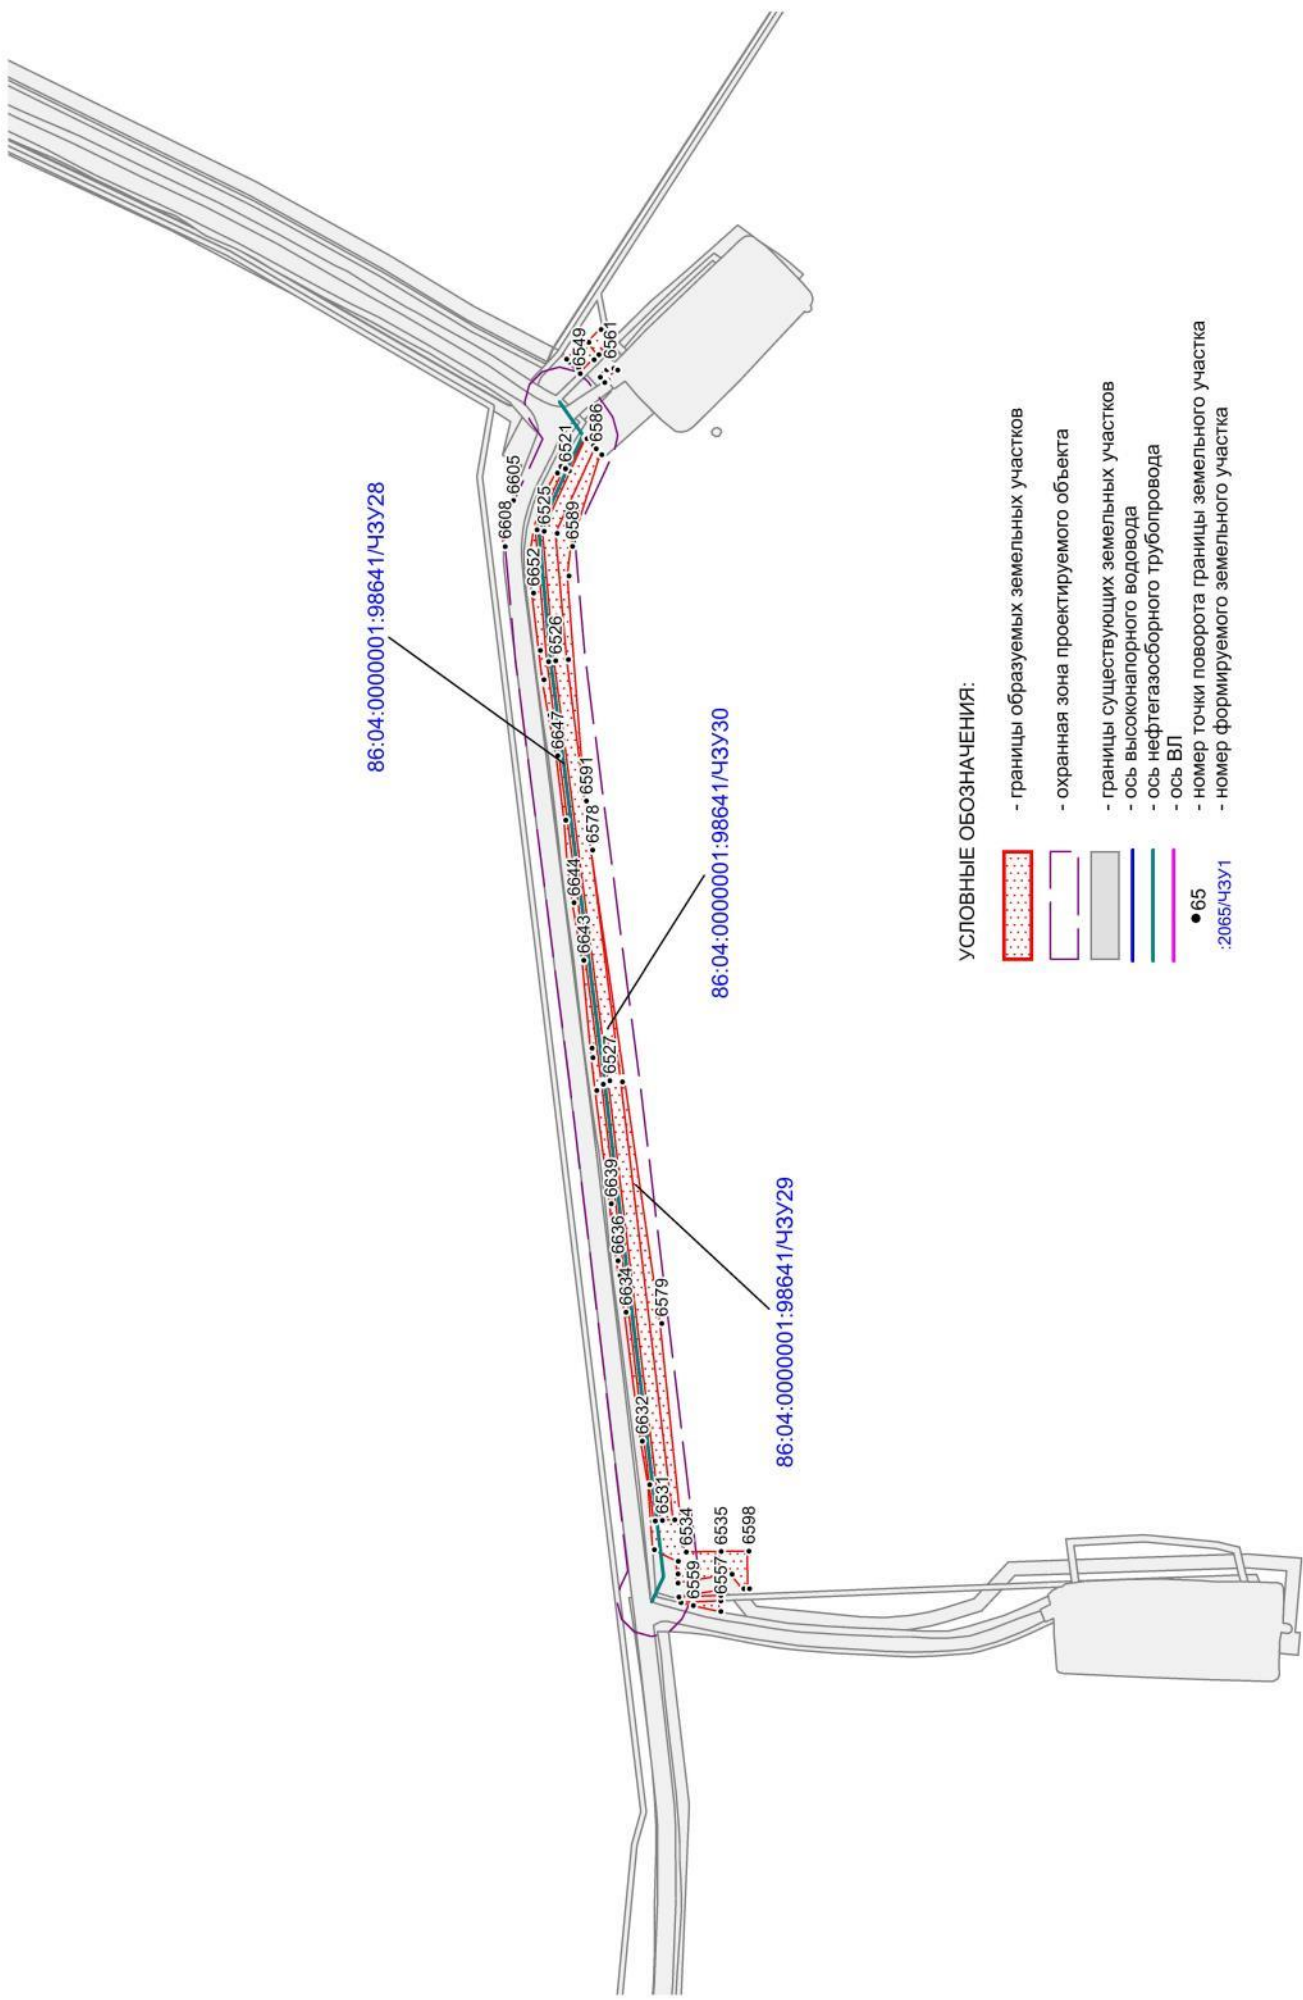 86:04:0000001:98641/ЧЗУ28
86:04:0000001:98641/ЧЗУ30
86:04:0000001:98641/ЧЗУ29
6549
6561
6586
6521
6605
6608
6525
6589
6652
6526
6647
6591
6578
6644
6643
6527
6639
6636
6634
6579
6632
6531
6534
6535
6598
6559
6557
УСЛОВНЫЕ ОБОЗНАЧЕНИЯ:
- границы образуемых земельных участков
- охранная зона проектируемого объекта
- границы существующих земельных участков
- ось высоконапорного водовода
- ось нефтегазосборного трубопровода
- ось ВЛ
65 - номер точки поворота границы земельного участка
:2065/ЧЗУ1 - номер формируемого земельного участка